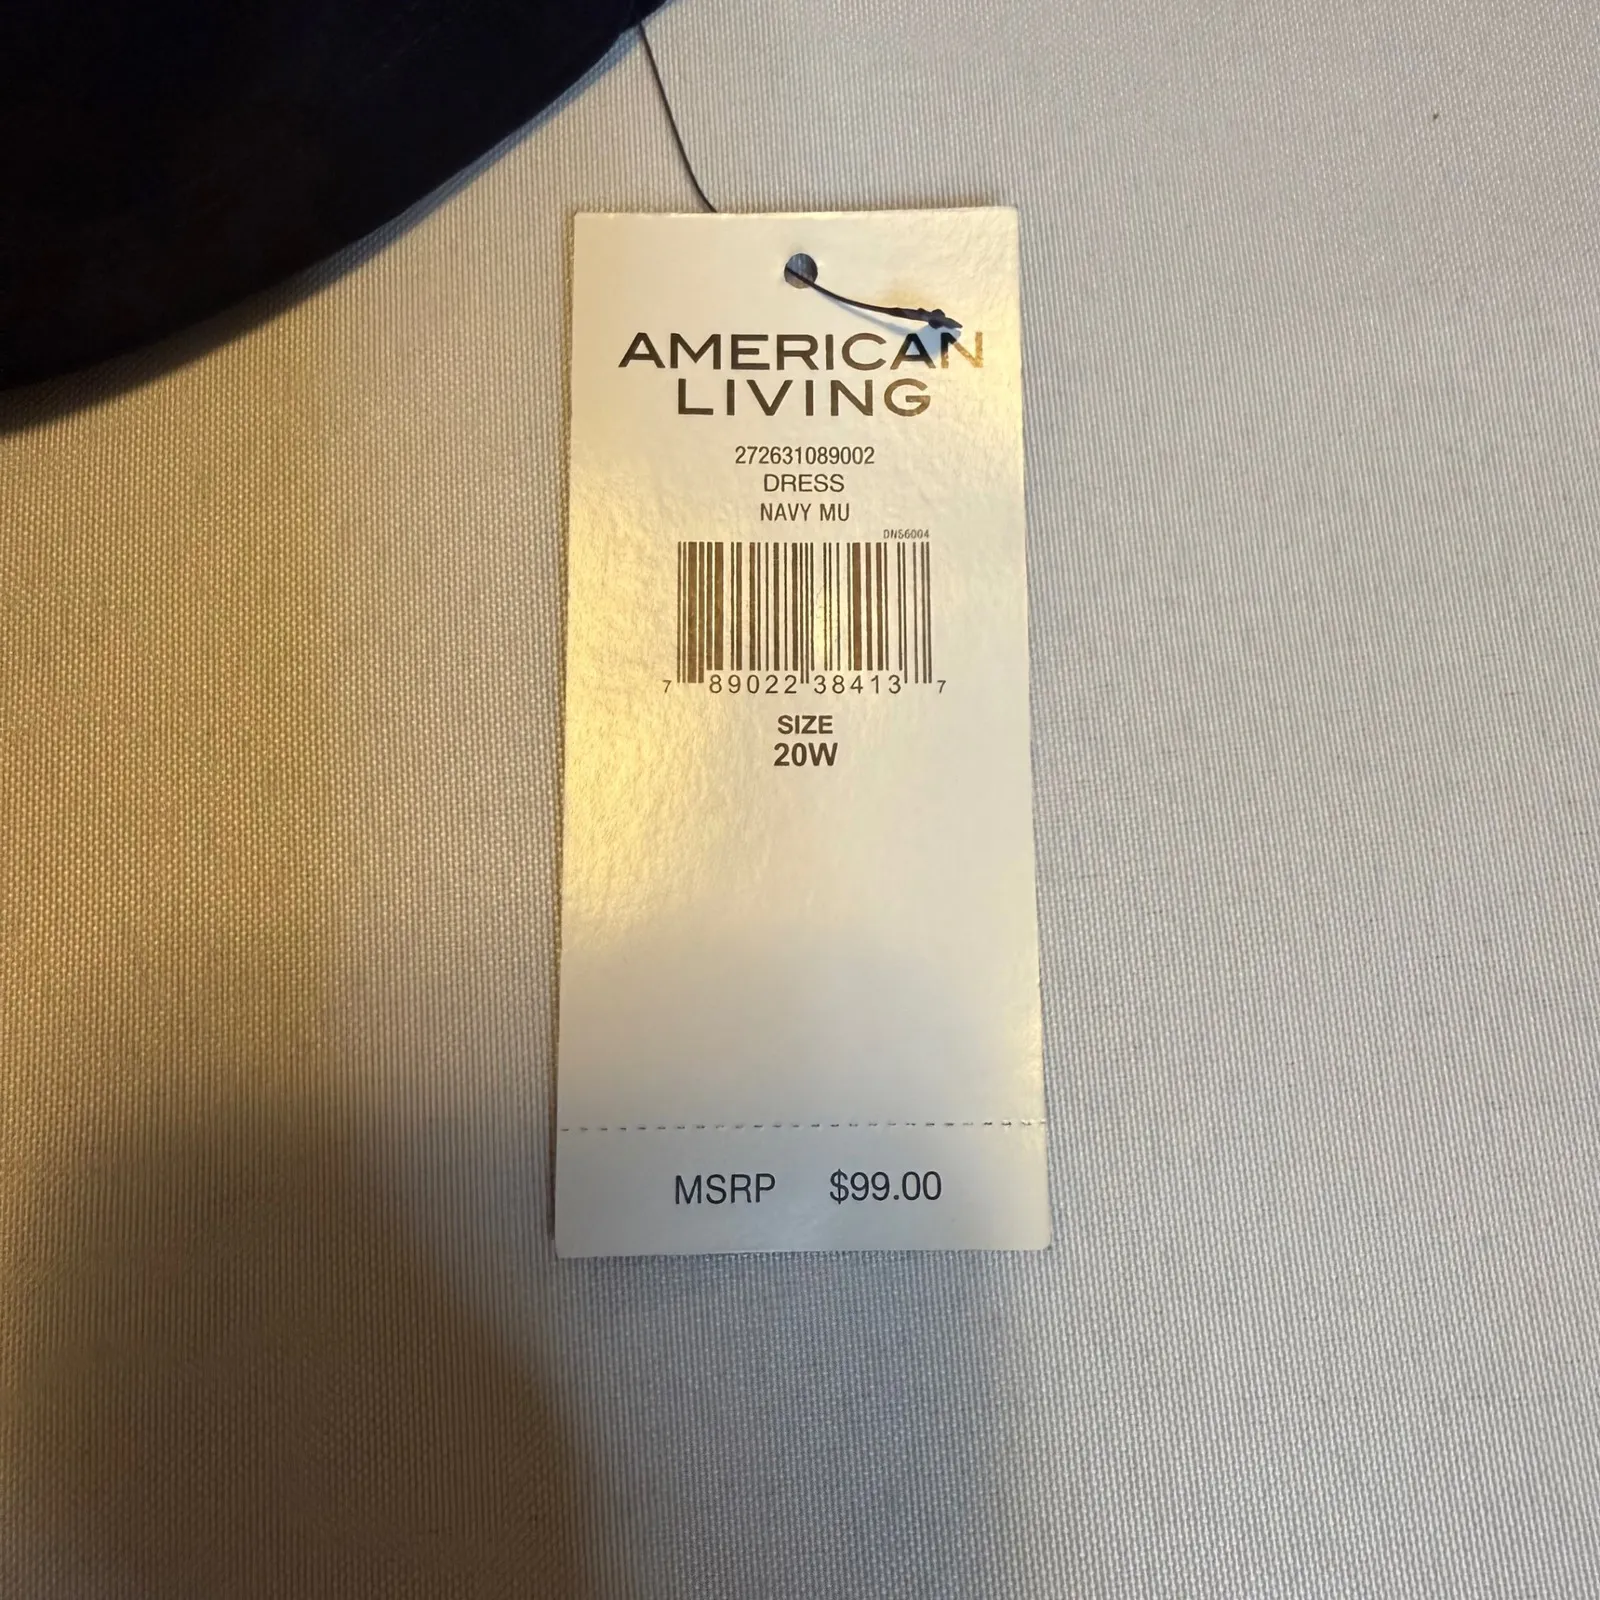 AMERICAN
LIVING
272631089002
DRESS
NAVY MU
DNS6004
7 89022 38413 7
SIZE
20W
MSRP $99.00